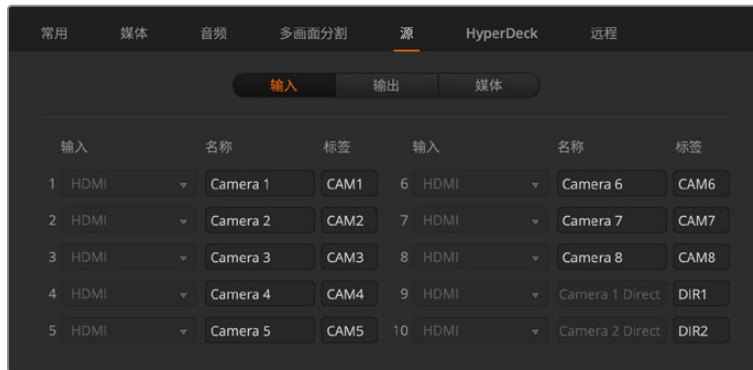 常用 媒体 音频 多画面分割 源 HyperDeck 远程
输入 输出 媒体
输入 名称 标签 输入 名称 标签
1 HDMI Camera 1 CAM1 6 HDMI Camera 6 CAM6
2 HDMI Camera 2 CAM2 7 HDMI Camera 7 CAM7
3 HDMI Camera 3 CAM3 8 HDMI Camera 8 CAM8
4 HDMI Camera 4 CAM4 9 HDMI Camera 1 Direct DIR1
5 HDMI Camera 5 CAM5 10 HDMI Camera 2 Direct DIR2